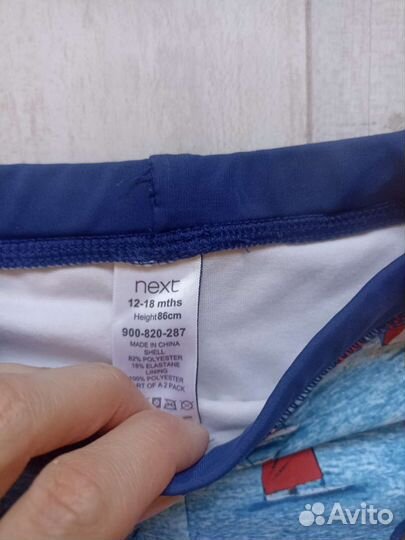 next
12-18 mths
Height 86cm
900-820-287
MADE IN CHINA
SHELL
82% POLYESTER
18% ELASTANE
LINING
100% POLYESTER
PART OF A 2 PACK
Avito